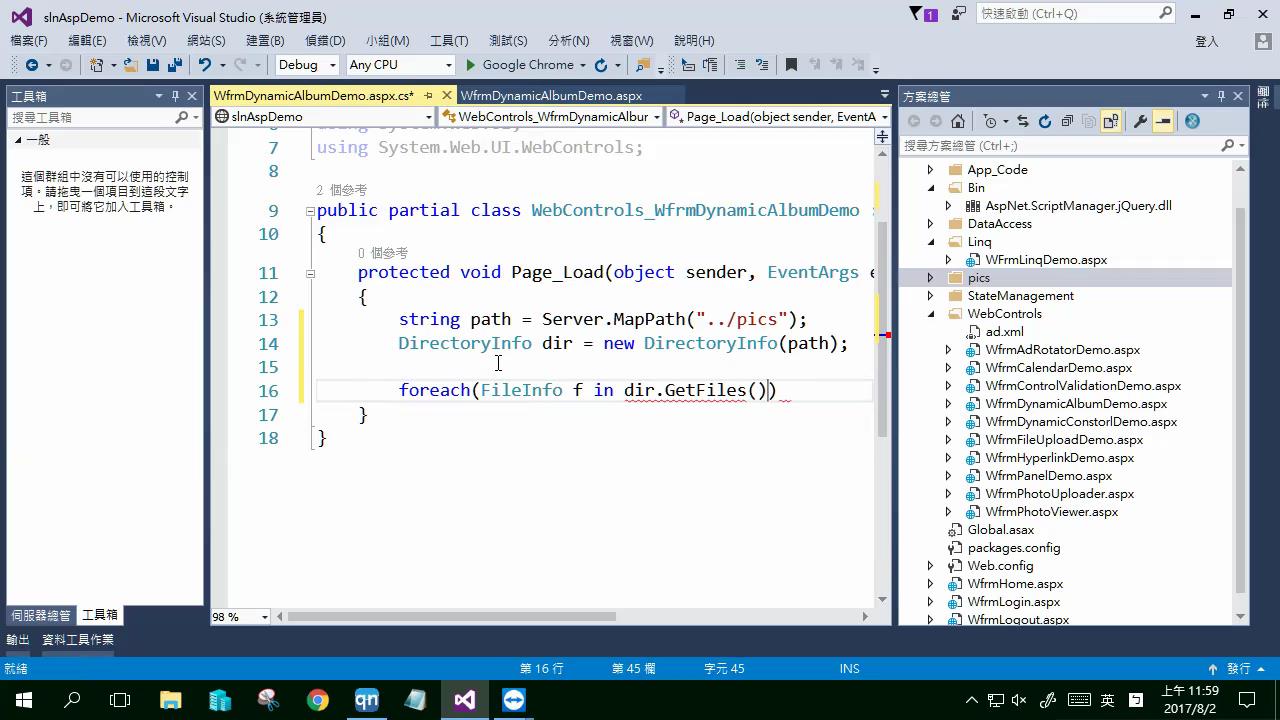 slnAspDemo - Microsoft Visual Studio (系統管理員)
1
快速啟動 (Ctrl+Q)
檔案(F) 編輯(E) 檢視(V) 網站(S) 建置(B) 偵錯(D) 小組(M) 工具(T) 測試(S) 分析(N) 視窗(W) 說明(H)
登入
Debug Any CPU Google Chrome
工具箱
搜尋工具箱
一般
這個群組中沒有可以使用的控制
項。請拖曳一個項目到這段文字
上，即可將它加入工具箱。
伺服器總管 工具箱
WfrmDynamicAlbumDemo.aspx.cs* WfrmDynamicAlbumDemo.aspx
slnAspDemo WebControls_WfrmDynamicAlbur Page_Load(object sender, EventA
7 using System.Web.UI.WebControls;
8
2 個參考
9 public partial class WebControls_WfrmDynamicAlbumDemo :
10 {
0 個參考
11 protected void Page_Load(object sender, EventArgs e
12 {
13 string path = Server.MapPath("../pics");
14 DirectoryInfo dir = new DirectoryInfo(path);
15
16 foreach(FileInfo f in dir.GetFiles())
17 }
18 }
98 %
方案總管
搜尋方案總管 (Ctrl+;)
App_Code
Bin
AspNet.ScriptManager.jQuery.dll
DataAccess
Linq
WFrmLinqDemo.aspx
pics
StateManagement
WebControls
ad.xml
WfrmAdRotatorDemo.aspx
WfrmCalendarDemo.aspx
WfrmControlValidationDemo.aspx
WfrmDynamicAlbumDemo.aspx
WfrmDynamicConstorlDemo.aspx
WfrmFileUploadDemo.aspx
WfrmHyperlinkDemo.aspx
WfrmPanelDemo.aspx
WfrmPhotoUploader.aspx
WfrmPhotoViewer.aspx
Global.asax
packages.config
Web.config
WfrmHome.aspx
WfrmLogin.aspx
WfrmLogout.aspx
輸出 資料工具作業
就緒 第 16 行 第 45 欄 字元 45 INS 發行
qn
英
上午 11:59
2017/8/2